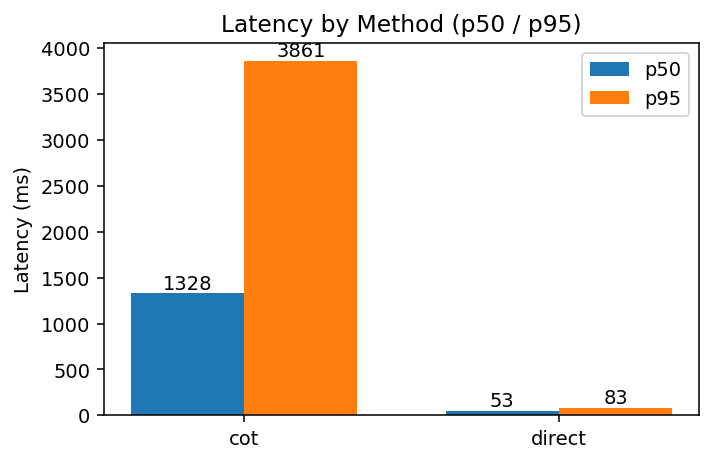 Latency by Method (p50 / p95)
Latency (ms)
4000
3500
3000
2500
2000
1500
1000
500
0
1328
3861
53
83
cot
direct
p50
p95